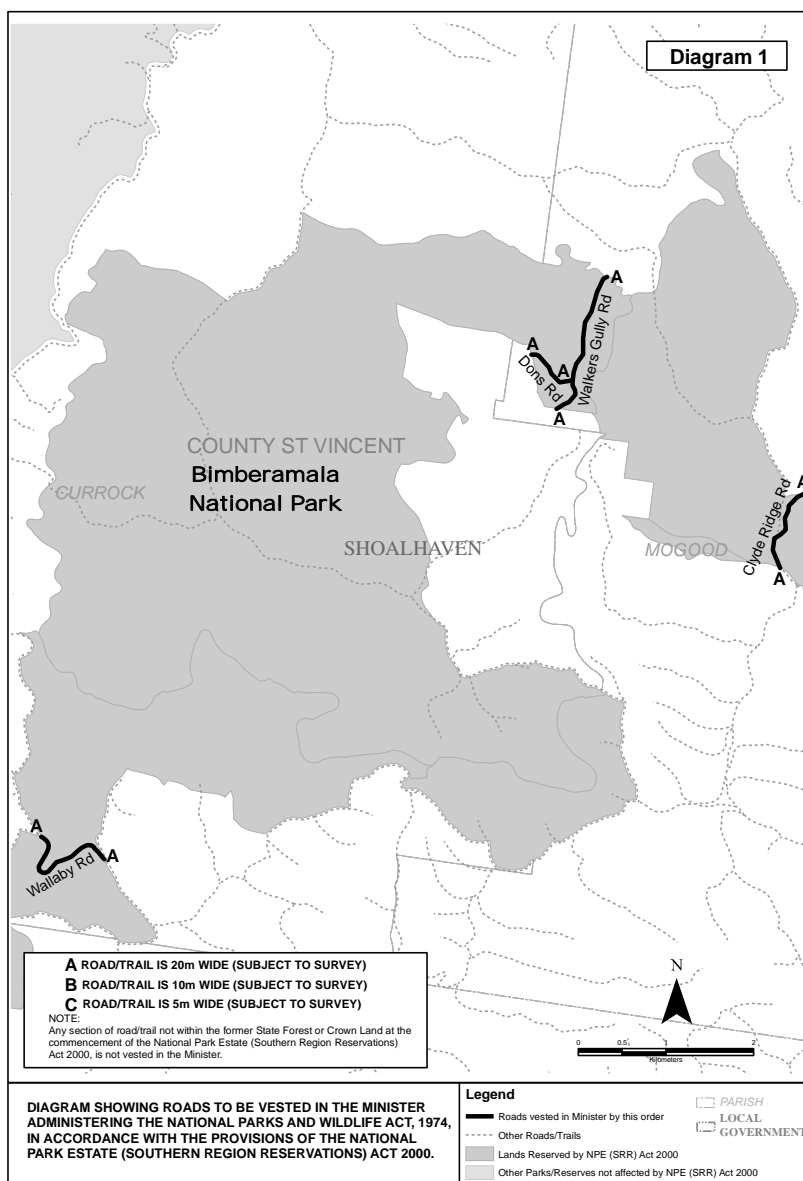 Diagram 1
A
Walkers Gully Rd
A
Dons Rd
A
A
COUNTY ST VINCENT
Bimberamala
National Park
CURROCK
SHOALHAVEN
MOGOOD
A
Clyde Ridge Rd
A
A
Wallaby Rd
A
A ROAD/TRAIL IS 20m WIDE (SUBJECT TO SURVEY)
B ROAD/TRAIL IS 10m WIDE (SUBJECT TO SURVEY)
C ROAD/TRAIL IS 5m WIDE (SUBJECT TO SURVEY)
NOTE:
Any section of road/trail not within the former State Forest or Crown Land at the
commencement of the National Park Estate (Southern Region Reservations)
Act 2000, is not vested in the Minister.
N
0 0.5 1 2
Kilometers
DIAGRAM SHOWING ROADS TO BE VESTED IN THE MINISTER
ADMINISTERING THE NATIONAL PARKS AND WILDLIFE ACT, 1974,
IN ACCORDANCE WITH THE PROVISIONS OF THE NATIONAL
PARK ESTATE (SOUTHERN REGION RESERVATIONS) ACT 2000.
Legend
Roads vested in Minister by this order
Other Roads/Trails
Lands Reserved by NPE (SRR) Act 2000
Other Parks/Reserves not affected by NPE (SRR) Act 2000
PARISH
LOCAL
GOVERNMENT